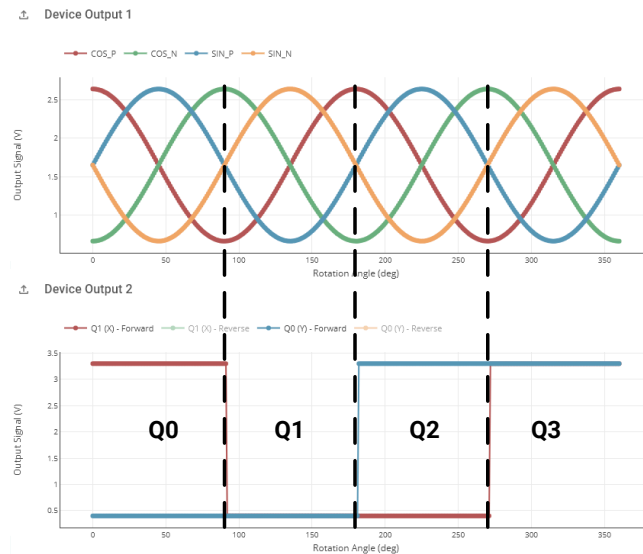 Device Output 1
COS_P COS_N SIN_P SIN_N
Output Signal (V)
2.5
2
1.5
1
0 50 100 150 200 250 300 350
Rotation Angle (deg)
Device Output 2
Q1 (X) - Forward Q1 (X) - Reverse Q0 (Y) - Forward Q0 (Y) - Reverse
Output Signal (V)
3.5
3
2.5
2
1.5
1
0.5
Q0 Q1 Q2 Q3
0 50 100 150 200 250 300 350
Rotation Angle (deg)